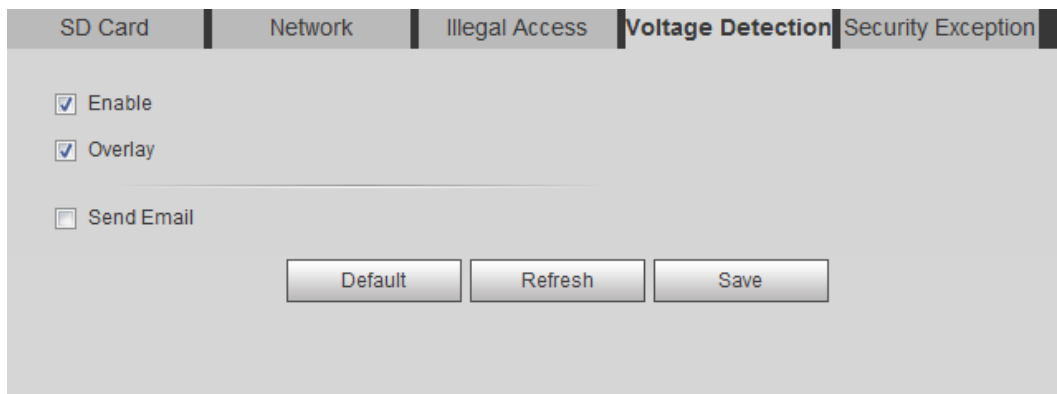 SD Card Network Illegal Access Voltage Detection Security Exception
Enable
Overlay
Send Email
Default Refresh Save